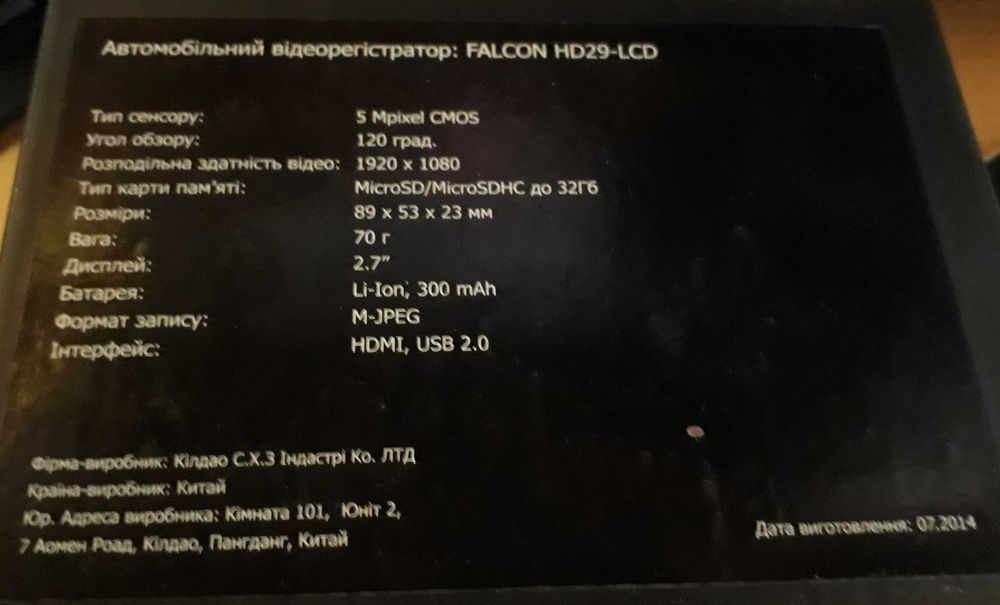 Автомобільний відеорегістратор: FALCON HD29-LCD
Тип сенсору: 5 Mpixel CMOS
Угол обзору: 120 град.
Розподільна здатність відео: 1920 x 1080
Тип карти пам'яті: MicroSD/MicroSDHC до 32Гб
Розміри: 89 x 53 x 23 мм
Вага: 70 г
Дисплей: 2.7"
Батарея: Li-Ion, 300 mAh
Формат запису: M-JPEG
Інтерфейс: HDMI, USB 2.0
Фірма-виробник: Кілдао С.Х.З Індастрі Ко. ЛТД
Країна-виробник: Китай
Юр. Адреса виробника: Кімната 101, Юніт 2,
7 Аомен Роад, Кілдао, Пангданг, Китай
Дата виготовлення: 07.2014